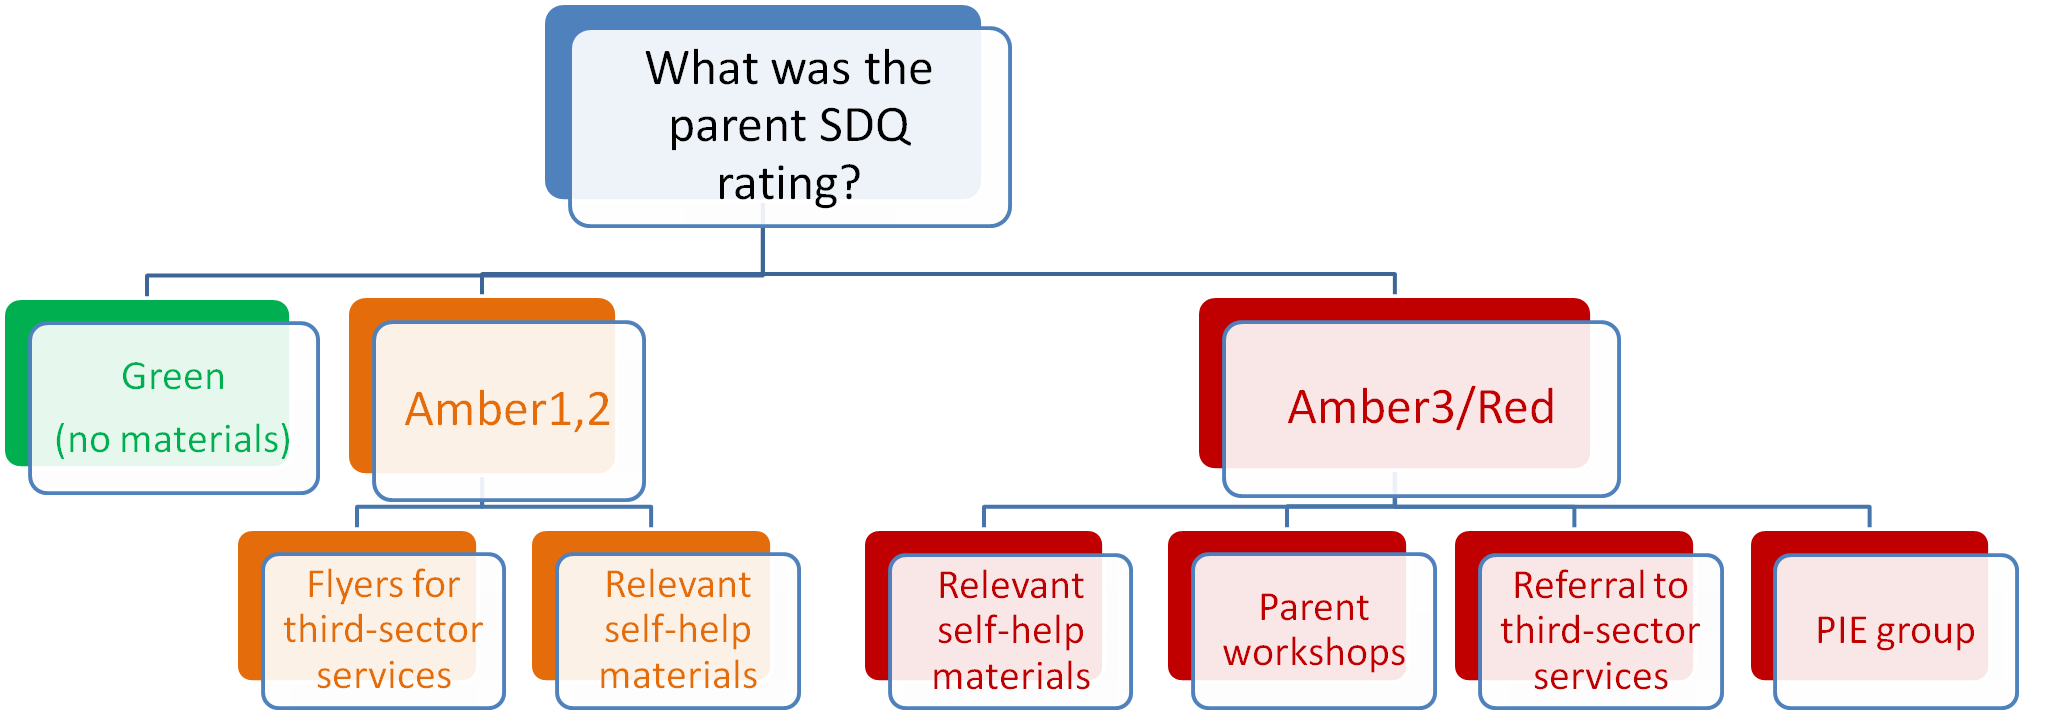 What was the
parent SDQ
rating?
Green
(no materials)
Amber1,2
Amber3/Red
Flyers for
third-sector
services
Relevant
self-help
materials
Relevant
self-help
materials
Parent
workshops
Referral to
third-sector
services
PIE group